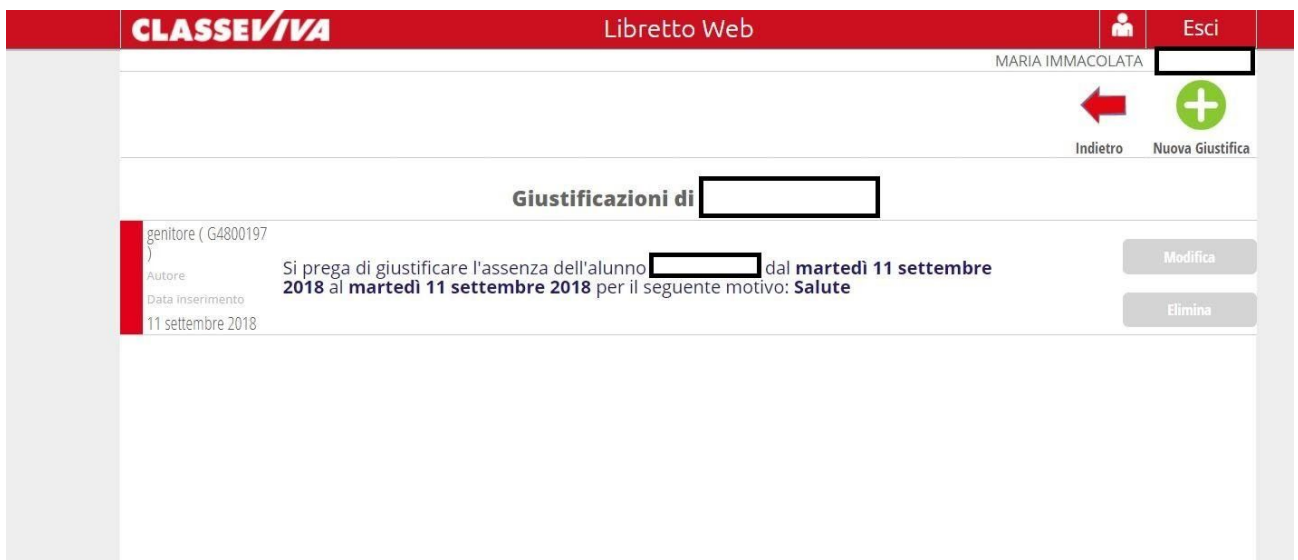 CLASSEVIVA Libretto Web Esci
MARIA IMMACOLATA
Indietro Nuova Giustifica
Giustificazioni di
genitore ( G4800197
)
Autore
Data inserimento
11 settembre 2018
Si prega di giustificare l'assenza dell'alunno dal martedì 11 settembre
2018 al martedì 11 settembre 2018 per il seguente motivo: Salute
Modifica
Elimina